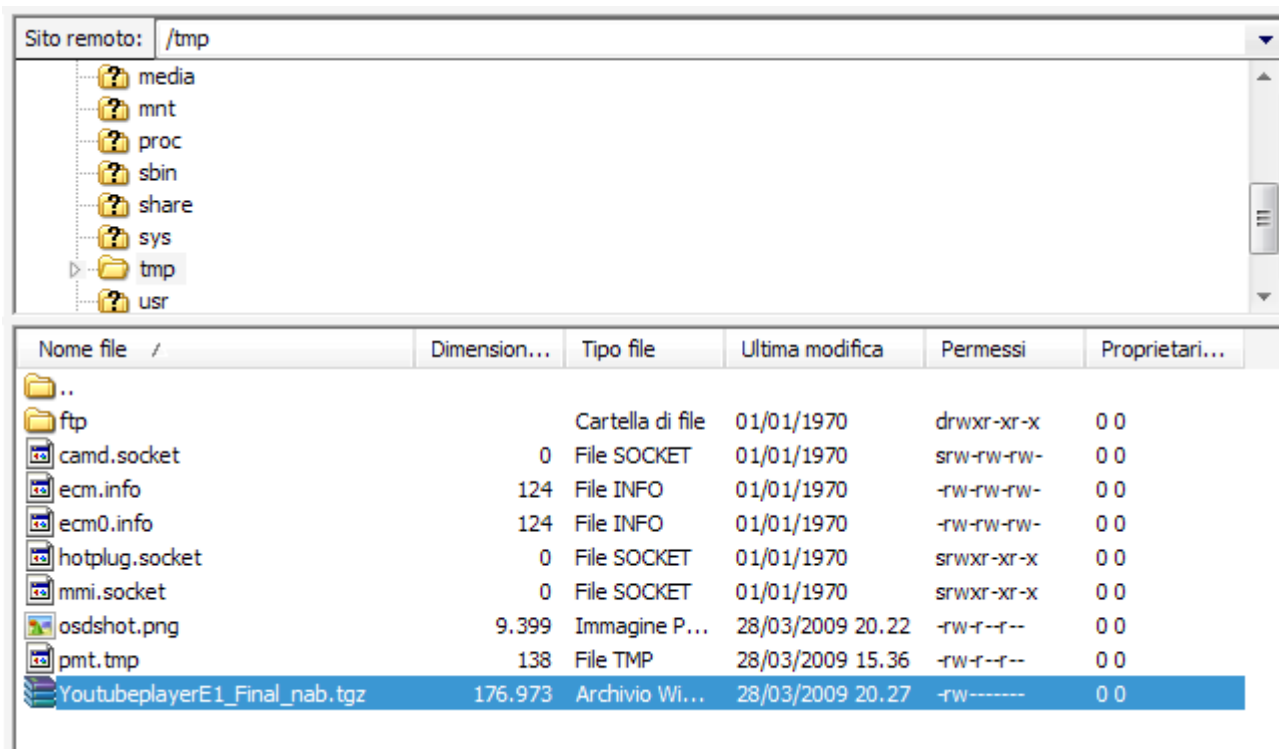 Sito remoto: /tmp
media
mnt
proc
sbin
share
sys
tmp
usr
Nome file / Dimension... Tipo file Ultima modifica Permessi Proprietari...
..
ftp Cartella di file 01/01/1970 drwxr-xr-x 0 0
camd.socket 0 File SOCKET 01/01/1970 srw-rw-rw- 0 0
ecm.info 124 File INFO 01/01/1970 -rw-rw-rw- 0 0
ecm0.info 124 File INFO 01/01/1970 -rw-rw-rw- 0 0
hotplug.socket 0 File SOCKET 01/01/1970 srwxr-xr-x 0 0
mmi.socket 0 File SOCKET 01/01/1970 srwxr-xr-x 0 0
osdshot.png 9.399 Immagine P... 28/03/2009 20.22 -rw-r--r-- 0 0
pmt.tmp 138 File TMP 28/03/2009 15.36 -rw-r--r-- 0 0
YoutubeplayerE1_Final_nab.tgz 176.973 Archivio Wi... 28/03/2009 20.27 -rw------- 0 0